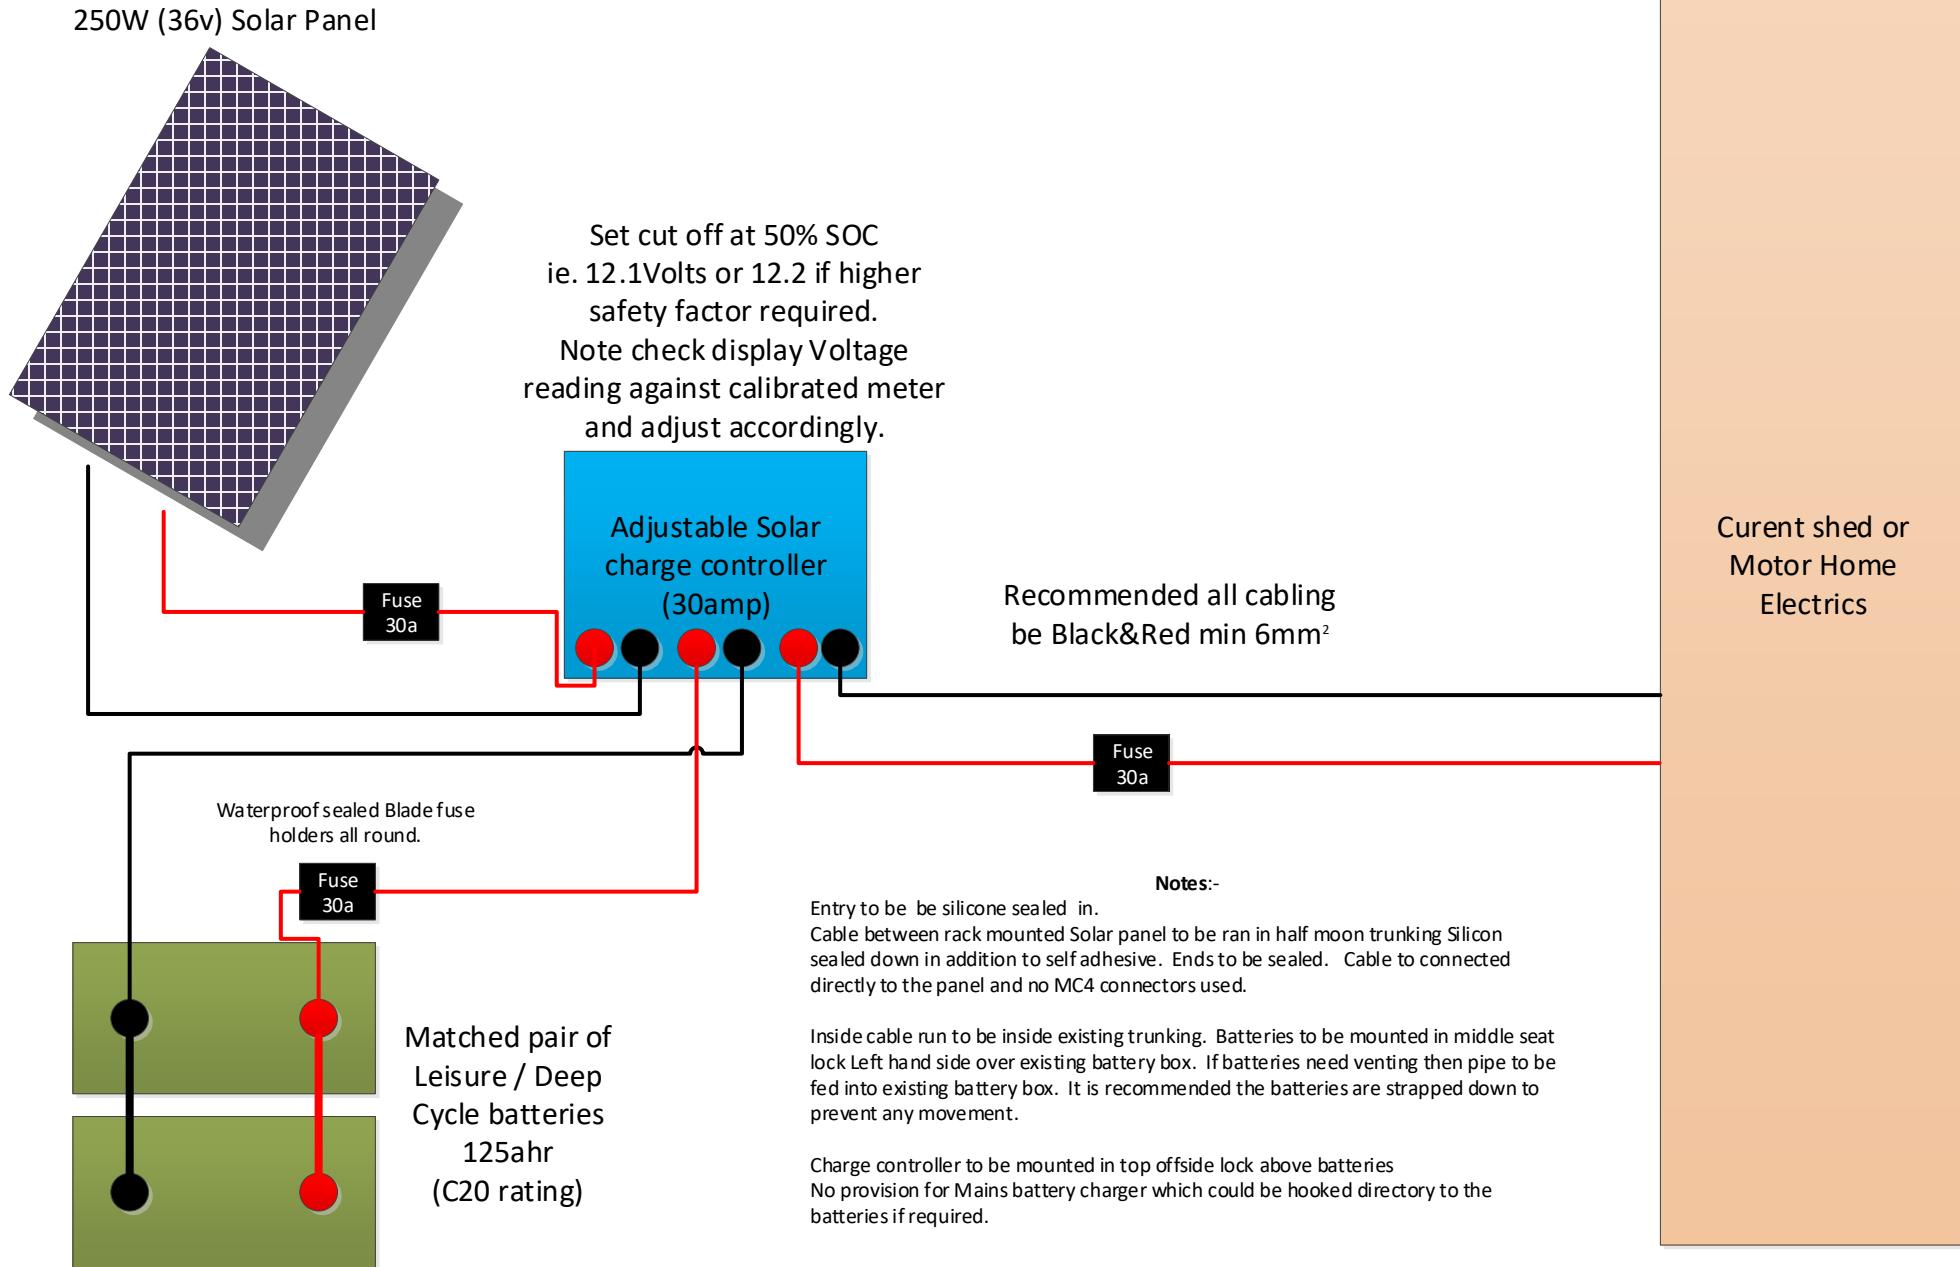 250W (36v) Solar Panel
Set cut off at 50% SOC
ie. 12.1Volts or 12.2 if higher
safety factor required.
Note check display Voltage
reading against calibrated meter
and adjust accordingly.
Adjustable Solar
charge controller
(30amp)
Fuse
30a
Recommended all cabling
be Black&Red min 6mm²
Curent shed or
Motor Home
Electrics
Fuse
30a
Waterproof sealed Blade fuse
holders all round.
Fuse
30a
Matched pair of
Leisure / Deep
Cycle batteries
125ahr
(C20 rating)
Notes:-
Entry to be  be silicone sealed  in.
Cable between rack mounted Solar panel to be ran in half moon trunking Silicon
sealed down in addition to self adhesive.  Ends to be sealed.   Cable to connected
directly to the panel and no MC4 connectors used.
Inside cable run to be inside existing trunking.  Batteries to be mounted in middle seat
lock Left hand side over existing battery box.  If batteries need venting then pipe to be
fed into existing battery box.  It is recommended the batteries are strapped down to
prevent any movement.
Charge controller to be mounted in top offside lock above batteries
No provision for Mains battery charger which could be hooked directory to the
batteries if required.